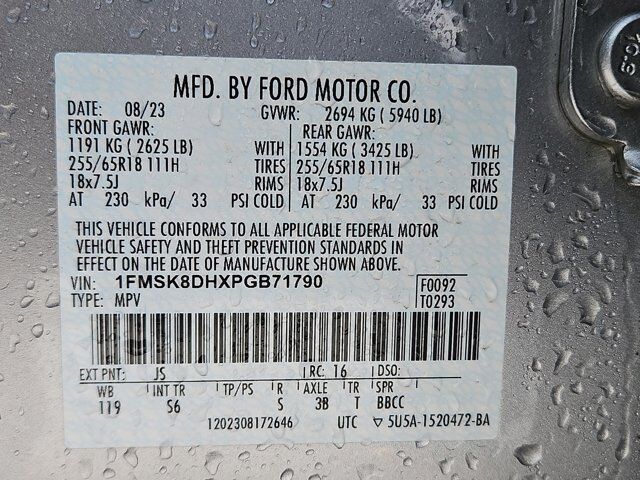 MFD. BY FORD MOTOR CO.
DATE: 08/23 GVWR: 2694 KG ( 5940 LB)
FRONT GAWR: REAR GAWR:
1191 KG ( 2625 LB) WITH 1554 KG ( 3425 LB) WITH
255/65R18 111H TIRES 255/65R18 111H TIRES
18x7.5J RIMS 18x7.5J RIMS
AT 230 kPa/ 33 PSI COLD AT 230 kPa/ 33 PSI COLD
THIS VEHICLE CONFORMS TO ALL APPLICABLE FEDERAL MOTOR
VEHICLE SAFETY AND THEFT PREVENTION STANDARDS IN
EFFECT ON THE DATE OF MANUFACTURE SHOWN ABOVE.
VIN: 1FMSK8DHXPGB71790 F0092
TYPE: MPV T0293
EXT PNT: JS RC: 16 DSO:
WB INT TR TP/PS R AXLE TR SPR
119 S6 S 3B T BBCC
1202308172646 UTC ▽ 5U5A-1520472-BA